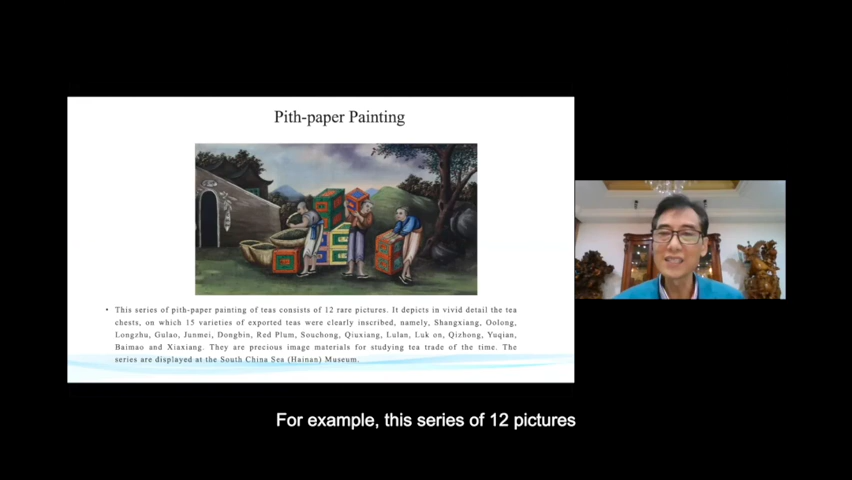 Pith-paper Painting
• This series of pith-paper painting of teas consists of 12 rare pictures. It depicts in vivid detail the tea
chests, on which 15 varieties of exported teas were clearly inscribed, namely, Shangxiang, Oolong,
Longzhu, Gulao, Junmei, Dongbin, Red Plum, Souchong, Qiuxiang, Lulan, Luk on, Qizhong, Yuqian,
Baimao and Xiaxiang. They are precious image materials for studying tea trade of the time. The
series are displayed at the South China Sea (Hainan) Museum.
For example, this series of 12 pictures